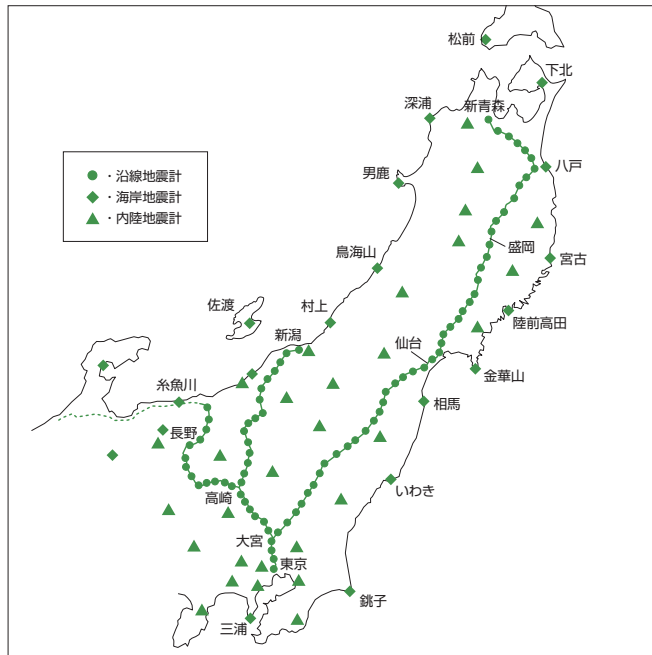 松前
下北
深浦
新青森
・沿線地震計
・海岸地震計
・内陸地震計
男鹿
八戸
盛岡
宮古
鳥海山
佐渡
村上
新潟
陸前高田
仙台
金華山
糸魚川
相馬
長野
高崎
いわき
大宮
東京
銚子
三浦